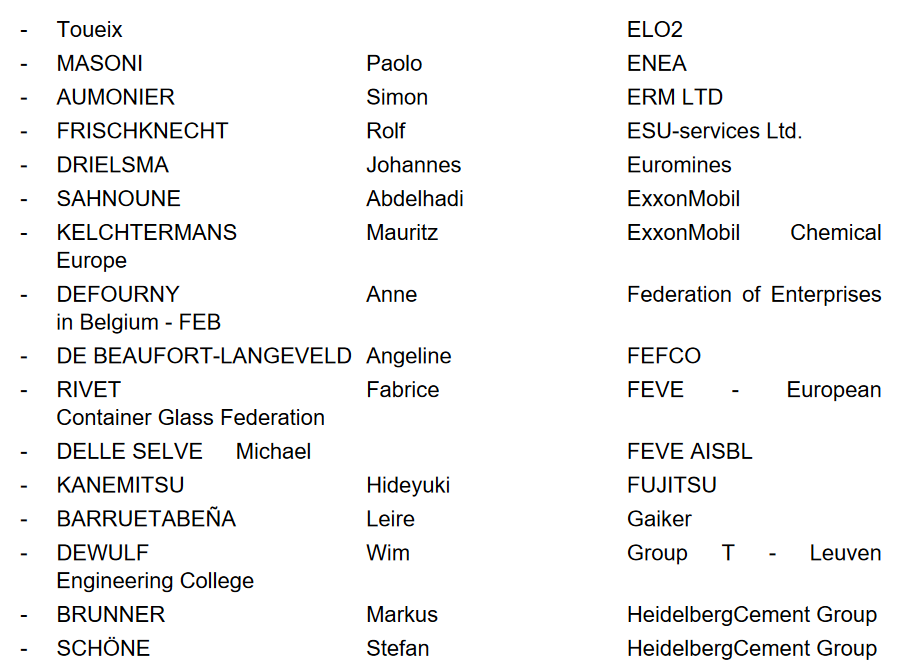 - Toueix ELO2
- MASONI Paolo ENEA
- AUMONIER Simon ERM LTD
- FRISCHKNECHT Rolf ESU-services Ltd.
- DRIELSMA Johannes Euromines
- SAHNOUNE Abdelhadi ExxonMobil
- KELCHTERMANS Mauritz ExxonMobil Chemical
Europe
- DEFOURNY Anne Federation of Enterprises
in Belgium - FEB
- DE BEAUFORT-LANGEVELD Angeline FEFCO
- RIVET Fabrice FEVE - European
Container Glass Federation
- DELLE SELVE Michael FEVE AISBL
- KANEMITSU Hideyuki FUJITSU
- BARRUETABEÑA Leire Gaiker
- DEWULF Wim Group T - Leuven
Engineering College
- BRUNNER Markus HeidelbergCement Group
- SCHÖNE Stefan HeidelbergCement Group